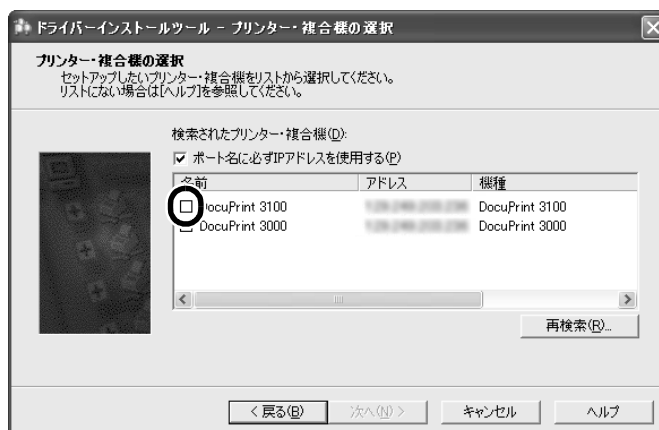 ドライバーインストールツール - プリンター・複合機の選択
プリンター・複合機の選択
セットアップしたいプリンター・複合機をリストから選択してください。
リストにない場合は[ヘルプ]を参照してください。
検索されたプリンター・複合機(D):
ポート名に必ずIPアドレスを使用する(P)
名前 アドレス 機種
DocuPrint 3100 DocuPrint 3100
DocuPrint 3000 DocuPrint 3000
再検索(R)...
< 戻る(B) 次へ(N) > キャンセル ヘルプ